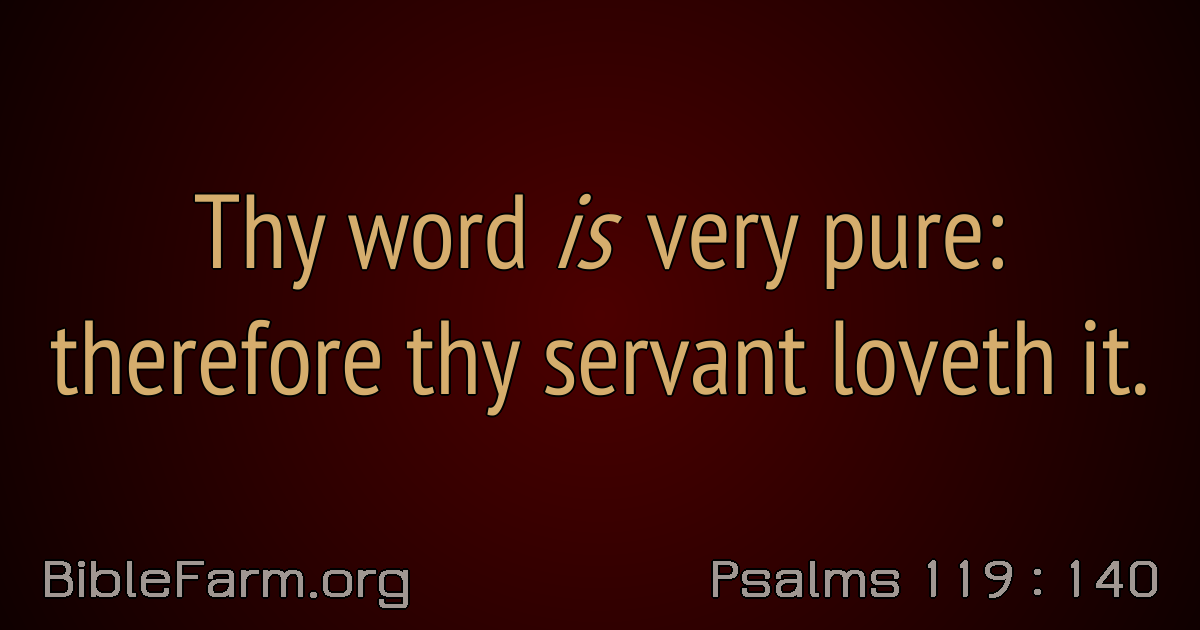 Thy word is very pure:
therefore thy servant loveth it.
BibleFarm.org
Psalms 119 : 140